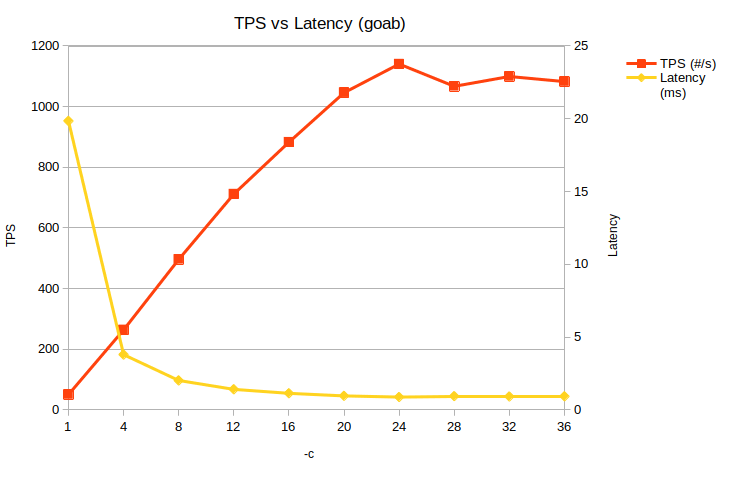 TPS vs Latency (goab)
1200
1000
800
600
400
200
0
TPS
25
20
15
10
5
0
Latency
1 4 8 12 16 20 24 28 32 36
-c
TPS (#/s)
Latency
(ms)